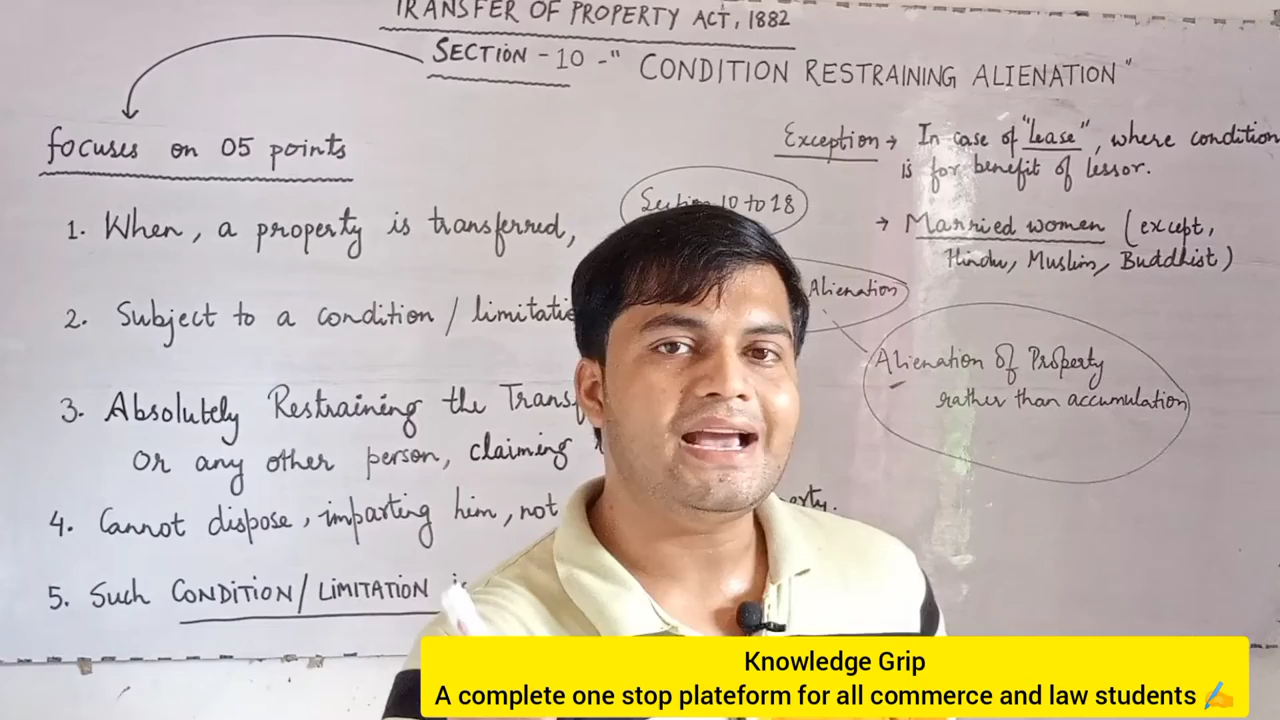 TRANSFER OF PROPERTY ACT, 1882
SECTION - 10 - " CONDITION RESTRAINING ALIENATION "
focuses on 05 points
1. When, a property is transferred,
2. Subject to a condition /
3. Absolutely Restraining the
Or any other person, claiming
4. Cannot dispose, imparting him, not
5. Such CONDITION/LIMITATION
Section 10 to 18
Alienation
Exception → In case of "lease", where condition
is for benefit of lessor.
→ Married women (except,
Hindu, Muslim, Buddhist)
Alienation of Property
rather than accumulation
Knowledge Grip
A complete one stop plateform for all commerce and law students ✍️